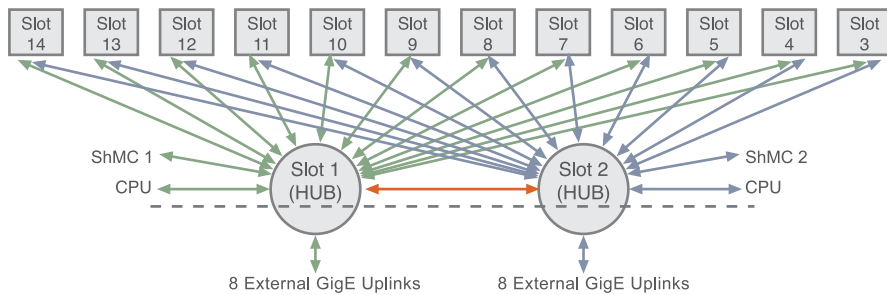 Slot Slot Slot Slot Slot Slot Slot Slot Slot Slot Slot Slot
14 13 12 11 10 9 8 7 6 5 4 3
ShMC 1 Slot 1 Slot 2 ShMC 2
CPU (HUB) (HUB) CPU
8 External GigE Uplinks 8 External GigE Uplinks